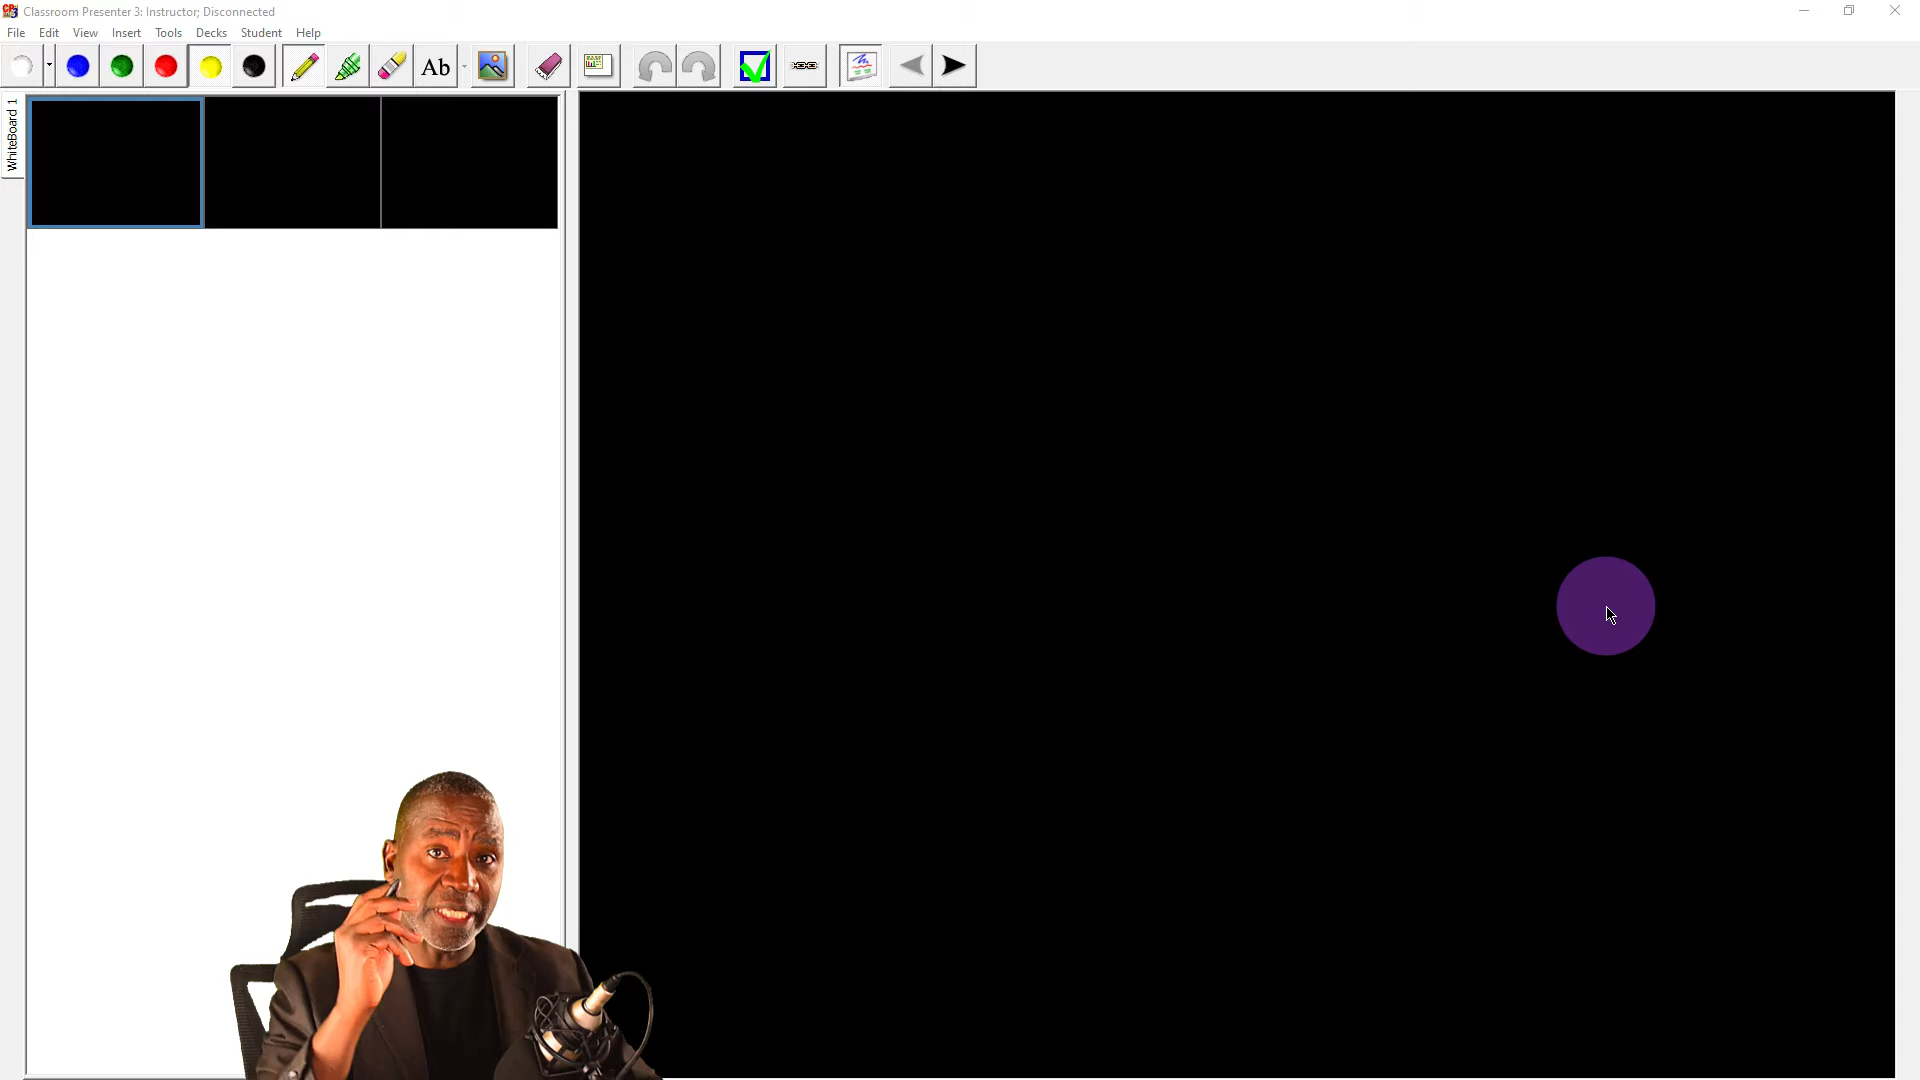 Classroom Presenter 3: Instructor; Disconnected
File Edit View Insert Tools Decks Student Help
Ab
WhiteBoard 1